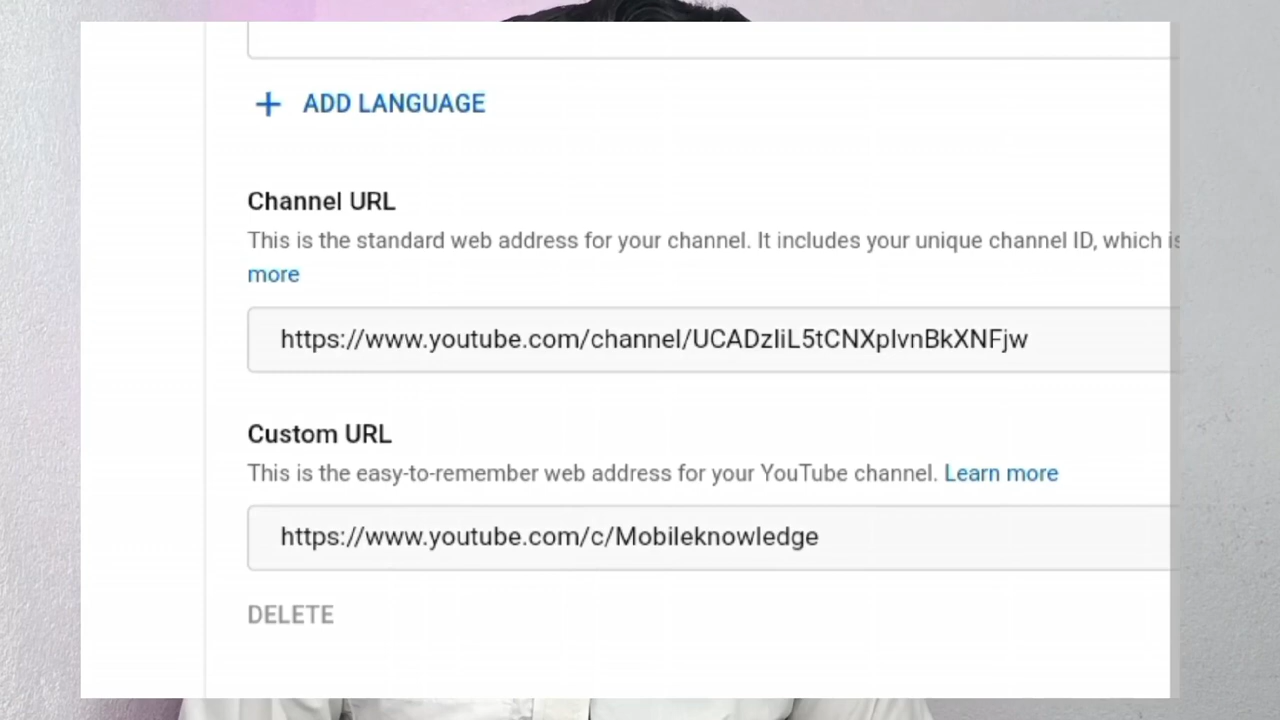 + ADD LANGUAGE
Channel URL
This is the standard web address for your channel. It includes your unique channel ID, which is
more
https://www.youtube.com/channel/UCADzIiL5tCNXpIvnBkXNFjw
Custom URL
This is the easy-to-remember web address for your YouTube channel. Learn more
https://www.youtube.com/c/Mobileknowledge
DELETE